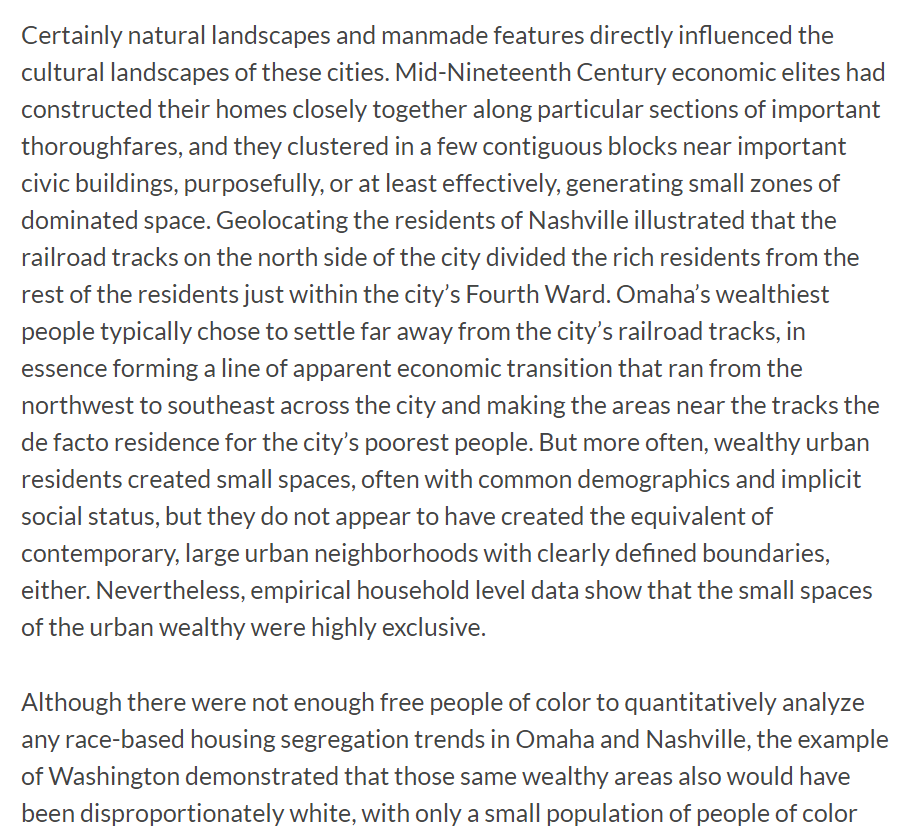 Certainly natural landscapes and manmade features directly influenced the
cultural landscapes of these cities. Mid-Nineteenth Century economic elites had
constructed their homes closely together along particular sections of important
thoroughfares, and they clustered in a few contiguous blocks near important
civic buildings, purposefully, or at least effectively, generating small zones of
dominated space. Geolocating the residents of Nashville illustrated that the
railroad tracks on the north side of the city divided the rich residents from the
rest of the residents just within the city’s Fourth Ward. Omaha’s wealthiest
people typically chose to settle far away from the city’s railroad tracks, in
essence forming a line of apparent economic transition that ran from the
northwest to southeast across the city and making the areas near the tracks the
de facto residence for the city’s poorest people. But more often, wealthy urban
residents created small spaces, often with common demographics and implicit
social status, but they do not appear to have created the equivalent of
contemporary, large urban neighborhoods with clearly defined boundaries,
either. Nevertheless, empirical household level data show that the small spaces
of the urban wealthy were highly exclusive.
Although there were not enough free people of color to quantitatively analyze
any race-based housing segregation trends in Omaha and Nashville, the example
of Washington demonstrated that those same wealthy areas also would have
been disproportionately white, with only a small population of people of color